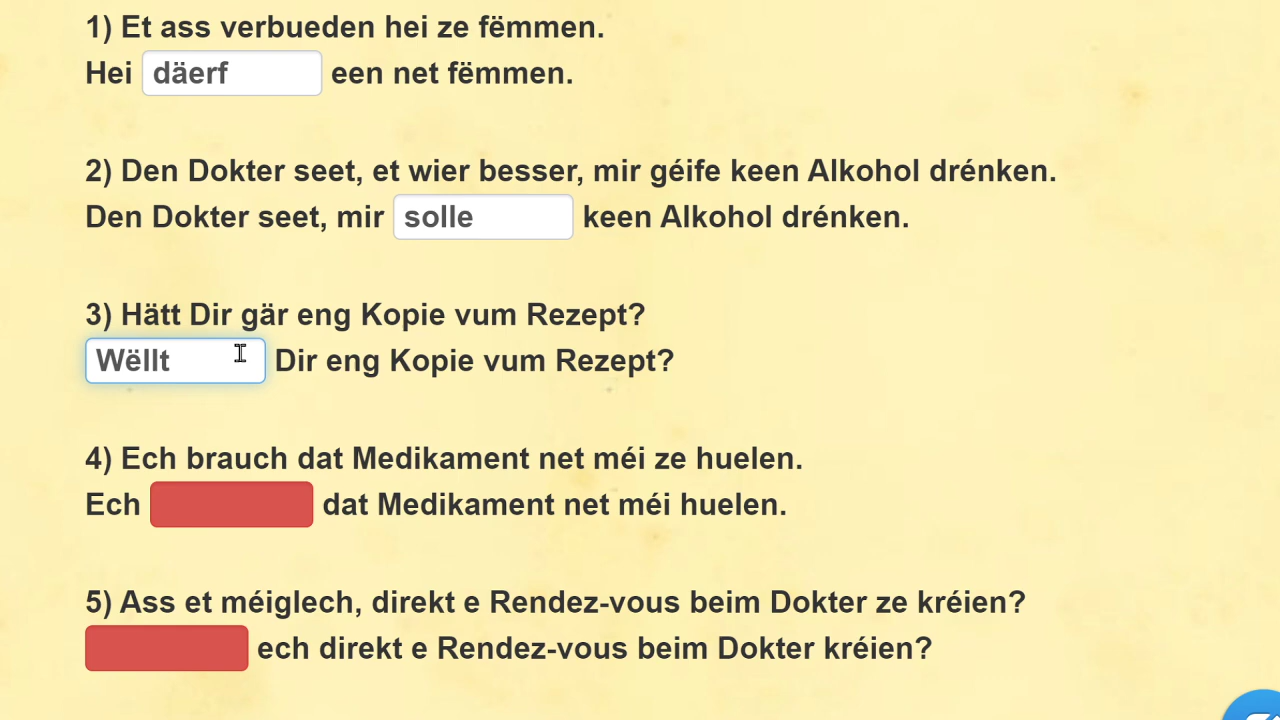 1) Et ass verbueden hei ze fëmmen.
Hei däerf een net fëmmen.
2) Den Dokter seet, et wier besser, mir géife keen Alkohol drénken.
Den Dokter seet, mir solle keen Alkohol drénken.
3) Hätt Dir gär eng Kopie vum Rezept?
Wëllt Dir eng Kopie vum Rezept?
4) Ech brauch dat Medikament net méi ze huelen.
Ech dat Medikament net méi huelen.
5) Ass et méiglech, direkt e Rendez-vous beim Dokter ze kréien?
ech direkt e Rendez-vous beim Dokter kréien?